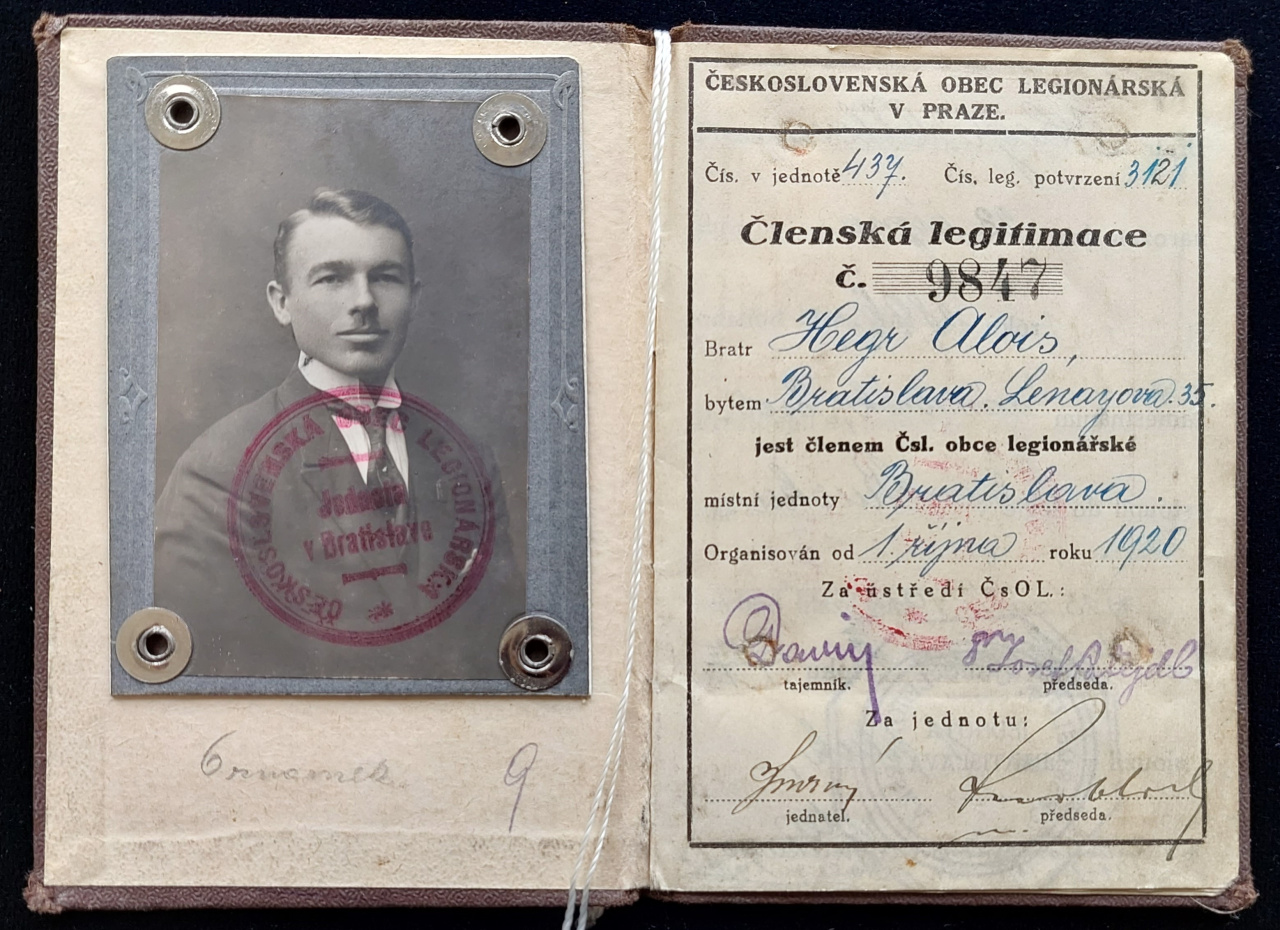 ČESKOSLOVENSKÁ OBEC LEGIONÁRSKÁ
Jednota
v Bratislave
9
ČESKOSLOVENSKÁ OBEC LEGIONÁRSKÁ
V PRAZE.
Čís. v jednotě 437. Čís. leg. potvrzení 3121
Členská legitimace
č. 9847
Bratr Hegr Alois,
bytem Bratislava. Lénayova 35.
jest členem Čsl. obce legionářské
místní jednoty Bratislava.
Organisován od 1. října roku 1920
Za ústředí ČsOL.:
Josef
tajemník. předseda.
Za jednotu:
jednatel. předseda.